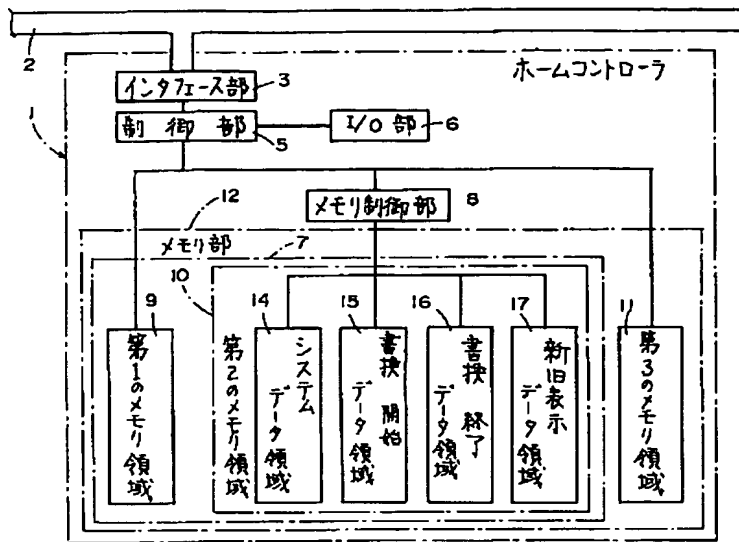 2
ホームコントローラ
インタフェース部
3
1
制御部
5
I/O部
6
メモリ制御部
8
12
メモリ部
7
10
9
第1のメモリ領域
第2のメモリ領域
14
システム
データ領域
15
書換 開始
データ領域
16
書換 終了
データ領域
17
新旧表示
データ領域
11
第3のメモリ領域